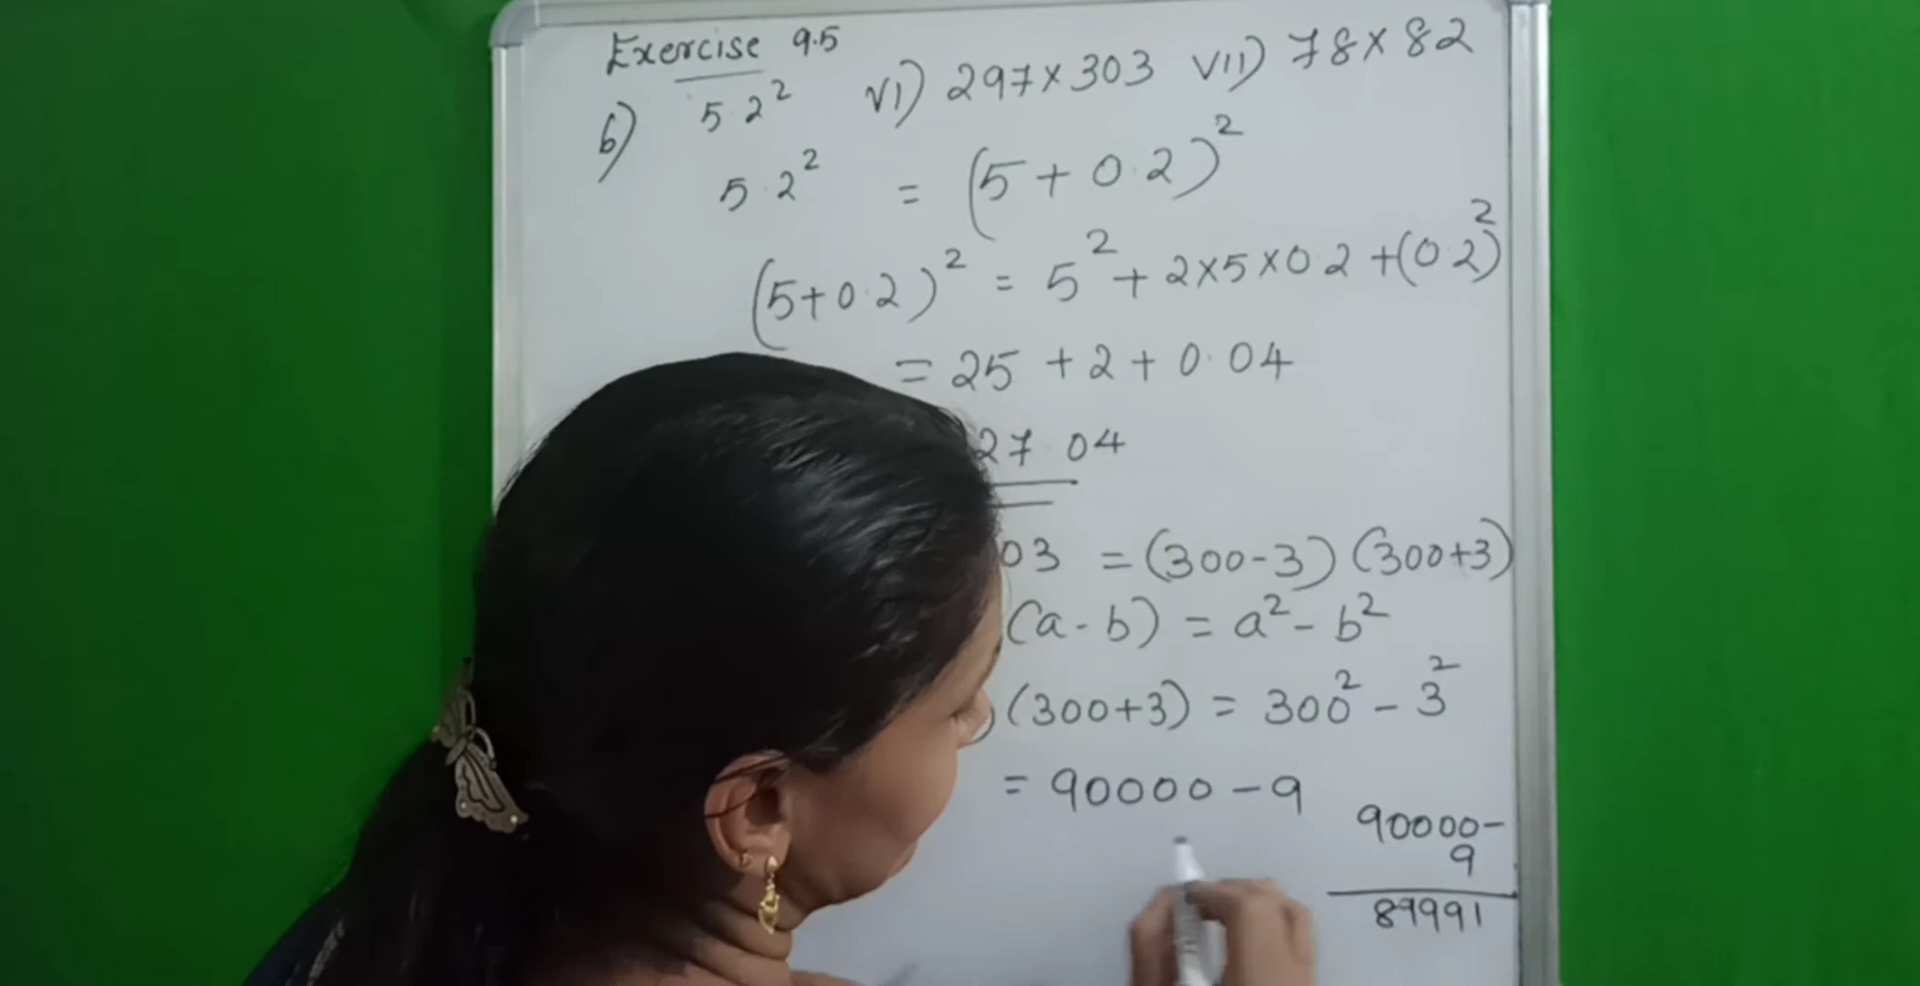 Exercise 9.5
6) 5.2² VI) 297×303 VII) 78×82
5.2² = (5+0.2)²
(5+0.2)² = 5²+2×5×0.2+(0.2)²
= 25+2+0.04
27.04
03 = (300-3) (300+3)
(a-b) = a²-b²
) (300+3) = 300²-3²
= 90000-9
90000-
9
89991